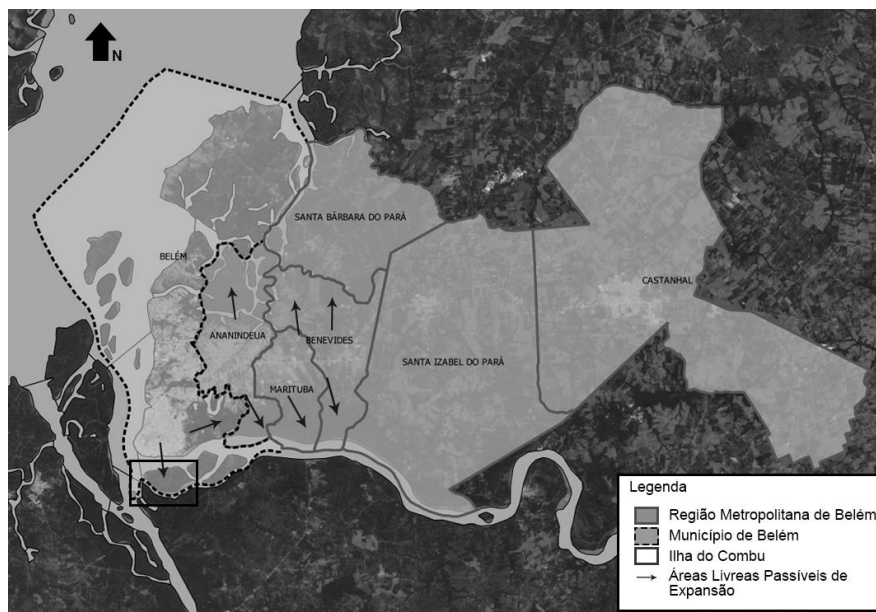 N
SANTA BÁRBARA DO PARÁ
BELÉM
CASTANHAL
ANANINDEUA
BENEVIDES
SANTA IZABEL DO PARÁ
MARITUBA
Legenda
Região Metropolitana de Belém
Município de Belém
Ilha do Combu
Áreas Livreas Passíveis de
Expansão